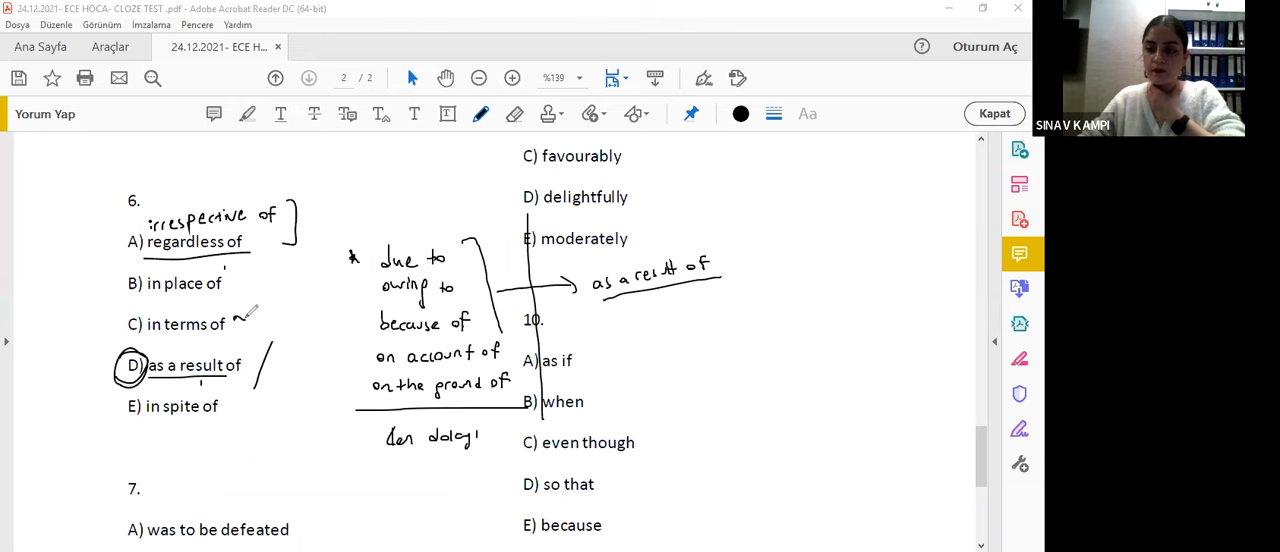 24.12.2021- ECE HOCA- CLOZE TEST .pdf - Adobe Acrobat Reader DC (64-bit)
Dosya Düzenle Görünüm İmzalama Pencere Yardım
Ana Sayfa Araçlar 24.12.2021- ECE H... × Oturum Aç
2 / 2 %139
Yorum Yap Aa Kapat
SINAV KAMPI
6.
irrespective of
A) regardless of
B) in place of
C) in terms of
D) as a result of
E) in spite of
7.
A) was to be defeated
due to
owing to
because of
on account of
on the ground of
den dolayı
as a result of
C) favourably
D) delightfully
E) moderately
10.
A) as if
B) when
C) even though
D) so that
E) because